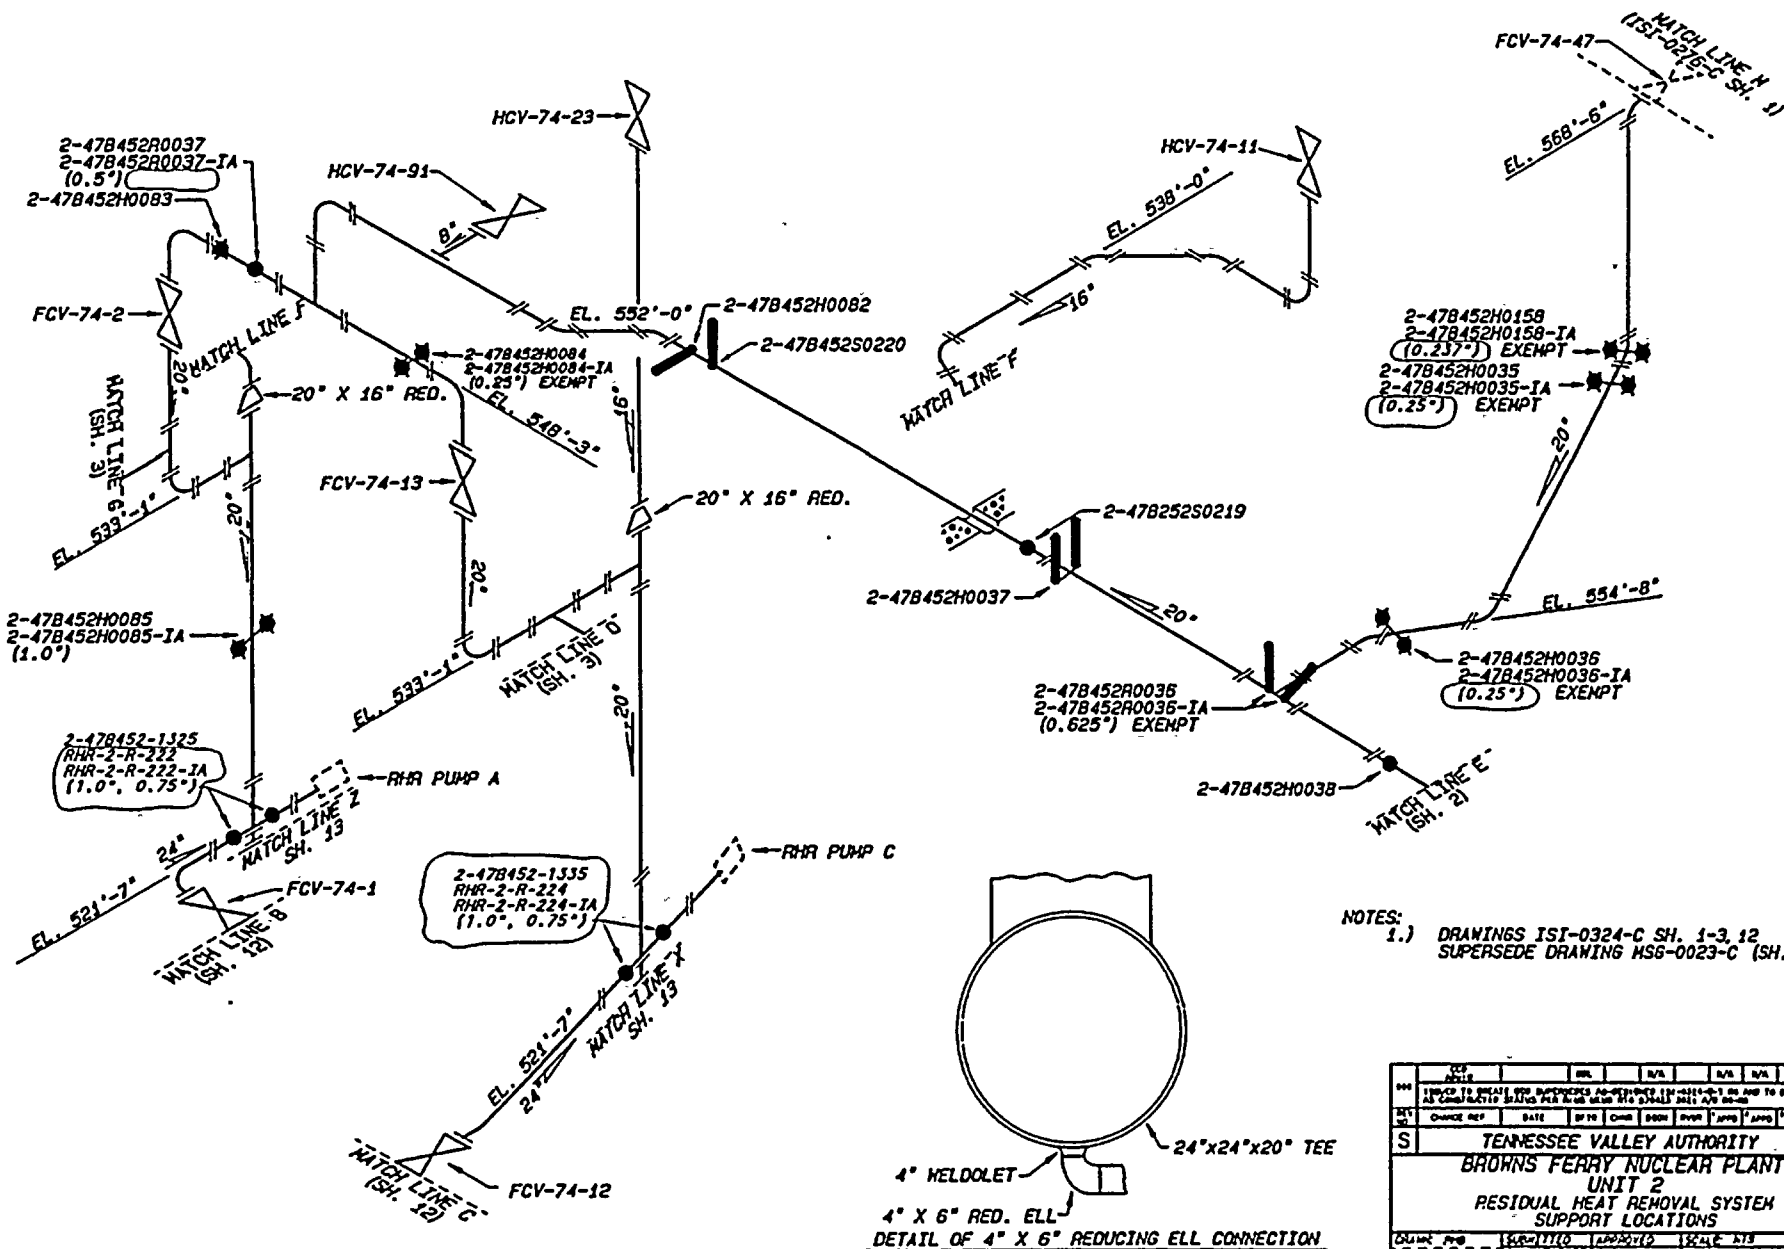 FCV-74-47
MATCH LINE M
(ISI-0276-C SH. 1)
HCV-74-23
2-47B452R0037
2-47B452R0037-IA
(0.5")
2-47B452H0083
HCV-74-91
8"
HCV-74-11
EL. 568'-6"
EL. 538'-0"
16"
FCV-74-2
MATCH LINE F
20"
EL. 552'-0"
2-47B452H0082
2-47B452S0220
2-47B452H0084
2-47B452H0084-IA
(0.25") EXEMPT
MATCH LINE F
2-47B452H0158
2-47B452H0158-IA
(0.237") EXEMPT
2-47B452H0035
2-47B452H0035-IA
(0.25") EXEMPT
20" X 16" RED.
EL. 548'-3"
16"
MATCH LINE G
(SH. 3)
20"
FCV-74-13
20" X 16" RED.
2-47B252S0219
EL. 533'-1"
20"
20"
2-47B452H0037
20"
EL. 554'-8"
2-47B452H0085
2-47B452H0085-IA
(1.0")
EL. 533'-1"
MATCH LINE D
(SH. 3)
20"
2-47B452R0036
2-47B452R0036-IA
(0.625") EXEMPT
2-47B452H0036
2-47B452H0036-IA
(0.25") EXEMPT
2-47B452-1325
RHR-2-R-222
RHR-2-R-222-IA
(1.0", 0.75")
RHR PUMP A
2-47B452H0038
MATCH LINE E
(SH. 2)
24"
MATCH LINE Z
SH. 13
EL. 521'-7"
FCV-74-1
MATCH LINE B
(SH. 12)
2-47B452-1335
RHR-2-R-224
RHR-2-R-224-IA
(1.0", 0.75")
RHR PUMP C
MATCH LINE X
SH. 13
EL. 521'-7"
24"
MATCH LINE C
(SH. 12)
FCV-74-12
24"x24"x20" TEE
4" WELDOLET
4" X 6" RED. ELL
DETAIL OF 4" X 6" REDUCING ELL CONNECTION
NOTES:
1.) DRAWINGS ISI-0324-C SH. 1-3,12
SUPERSEDE DRAWING MSG-0023-C (SH.
N/A N/A N/A
CHANGE REF DATE
S TENNESSEE VALLEY AUTHORITY
BROWNS FERRY NUCLEAR PLANT
UNIT 2
RESIDUAL HEAT REMOVAL SYSTEM
SUPPORT LOCATIONS
SUBMITTED APPROVED SCALE NTS